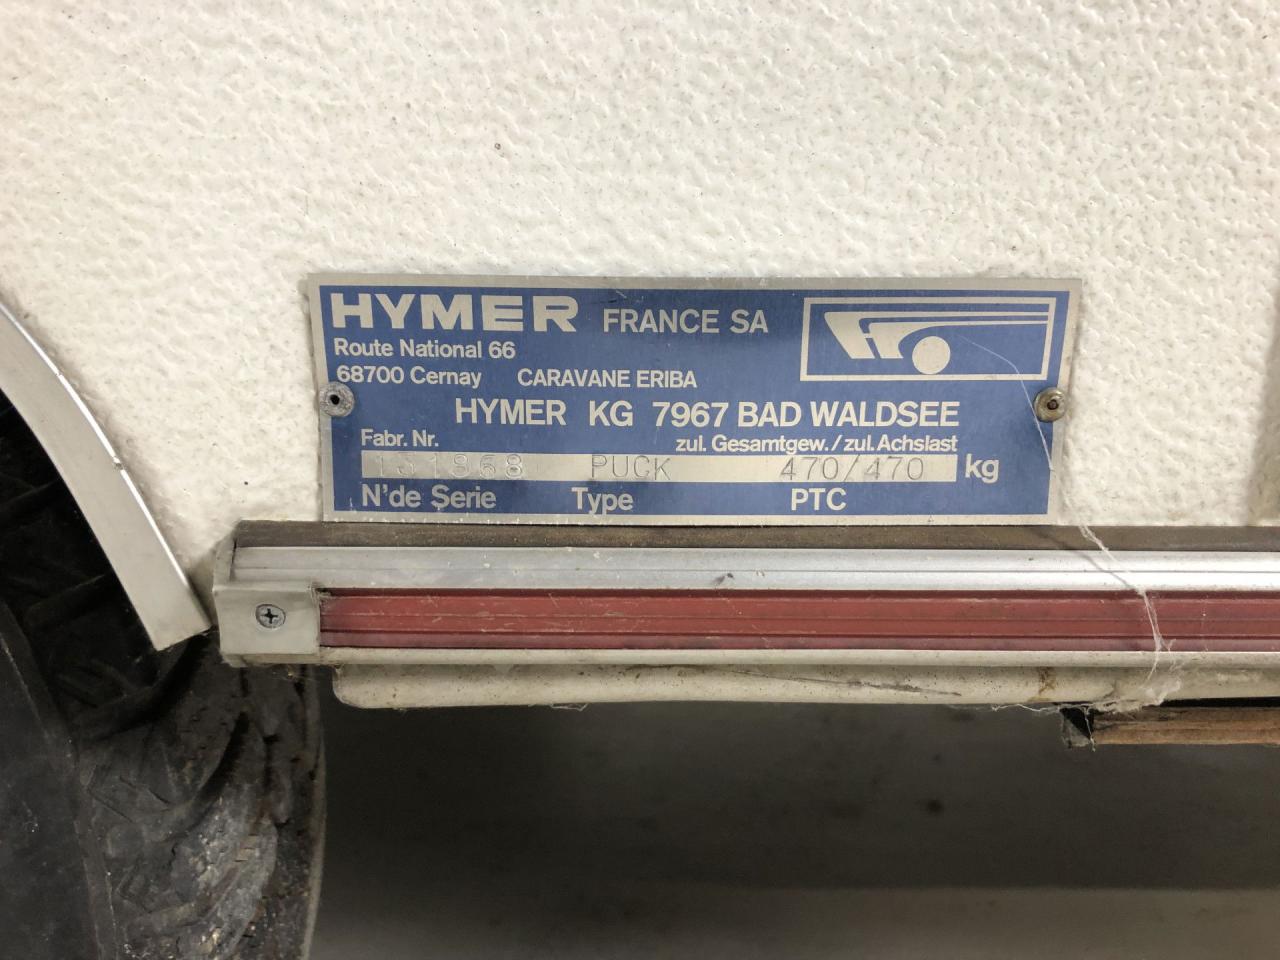 HYMER FRANCE SA
Route National 66
68700 Cernay CARAVANE ERIBA
HYMER KG 7967 BAD WALDSEE
Fabr. Nr. zul. Gesamtgew./zul. Achslast
131868 PUCK 470/470 kg
N'de Serie Type PTC